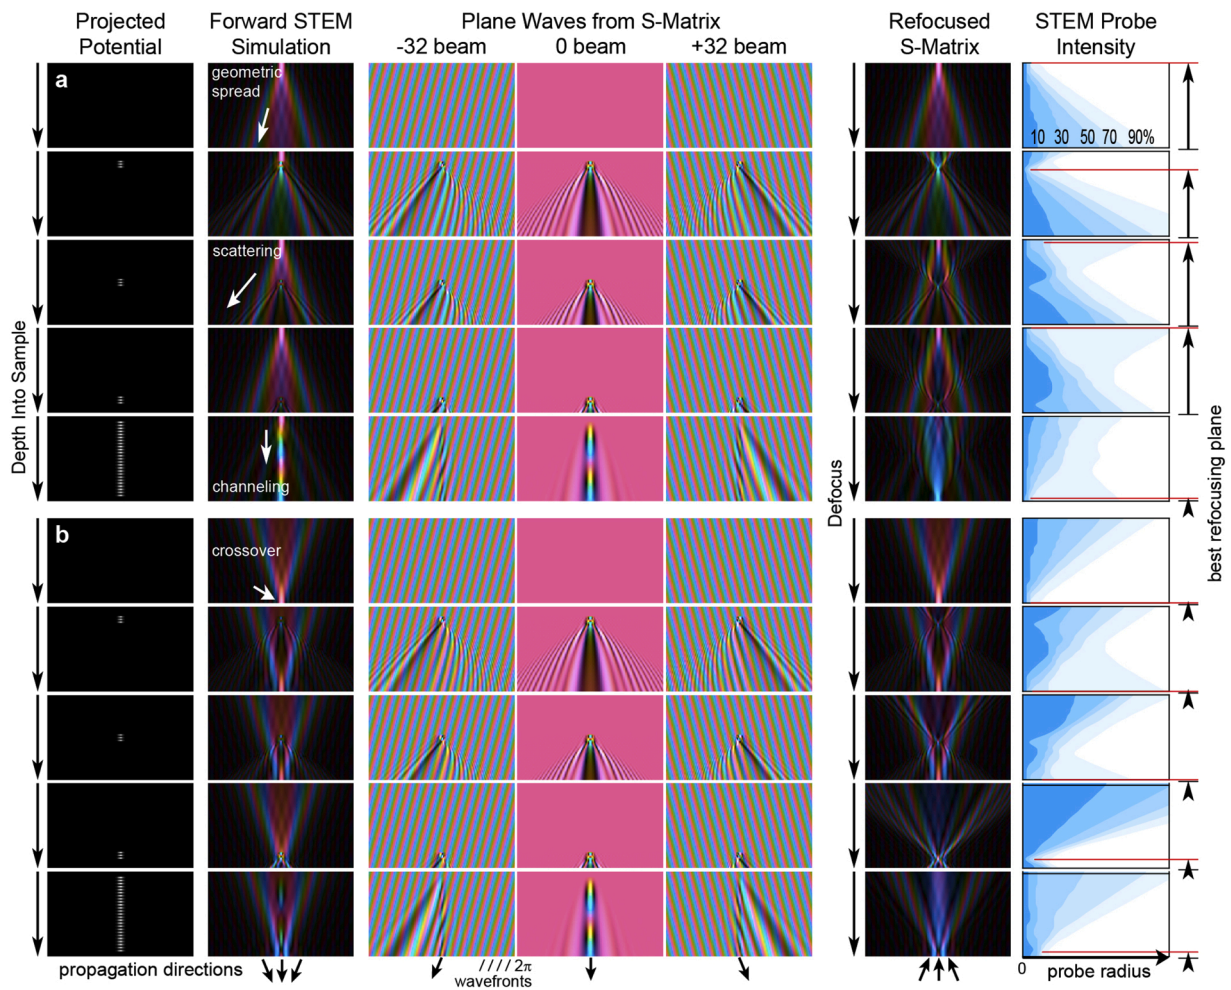 Projected
Potential
Forward STEM
Simulation
Plane Waves from S-Matrix
-32 beam
0 beam
+32 beam
Refocused
S-Matrix
STEM Probe
Intensity
a
geometric
spread
10 30 50 70 90%
scattering
channeling
Depth Into Sample
Defocus
best refocusing plane
b
crossover
propagation directions
//// 2π
wavefronts
0
probe radius